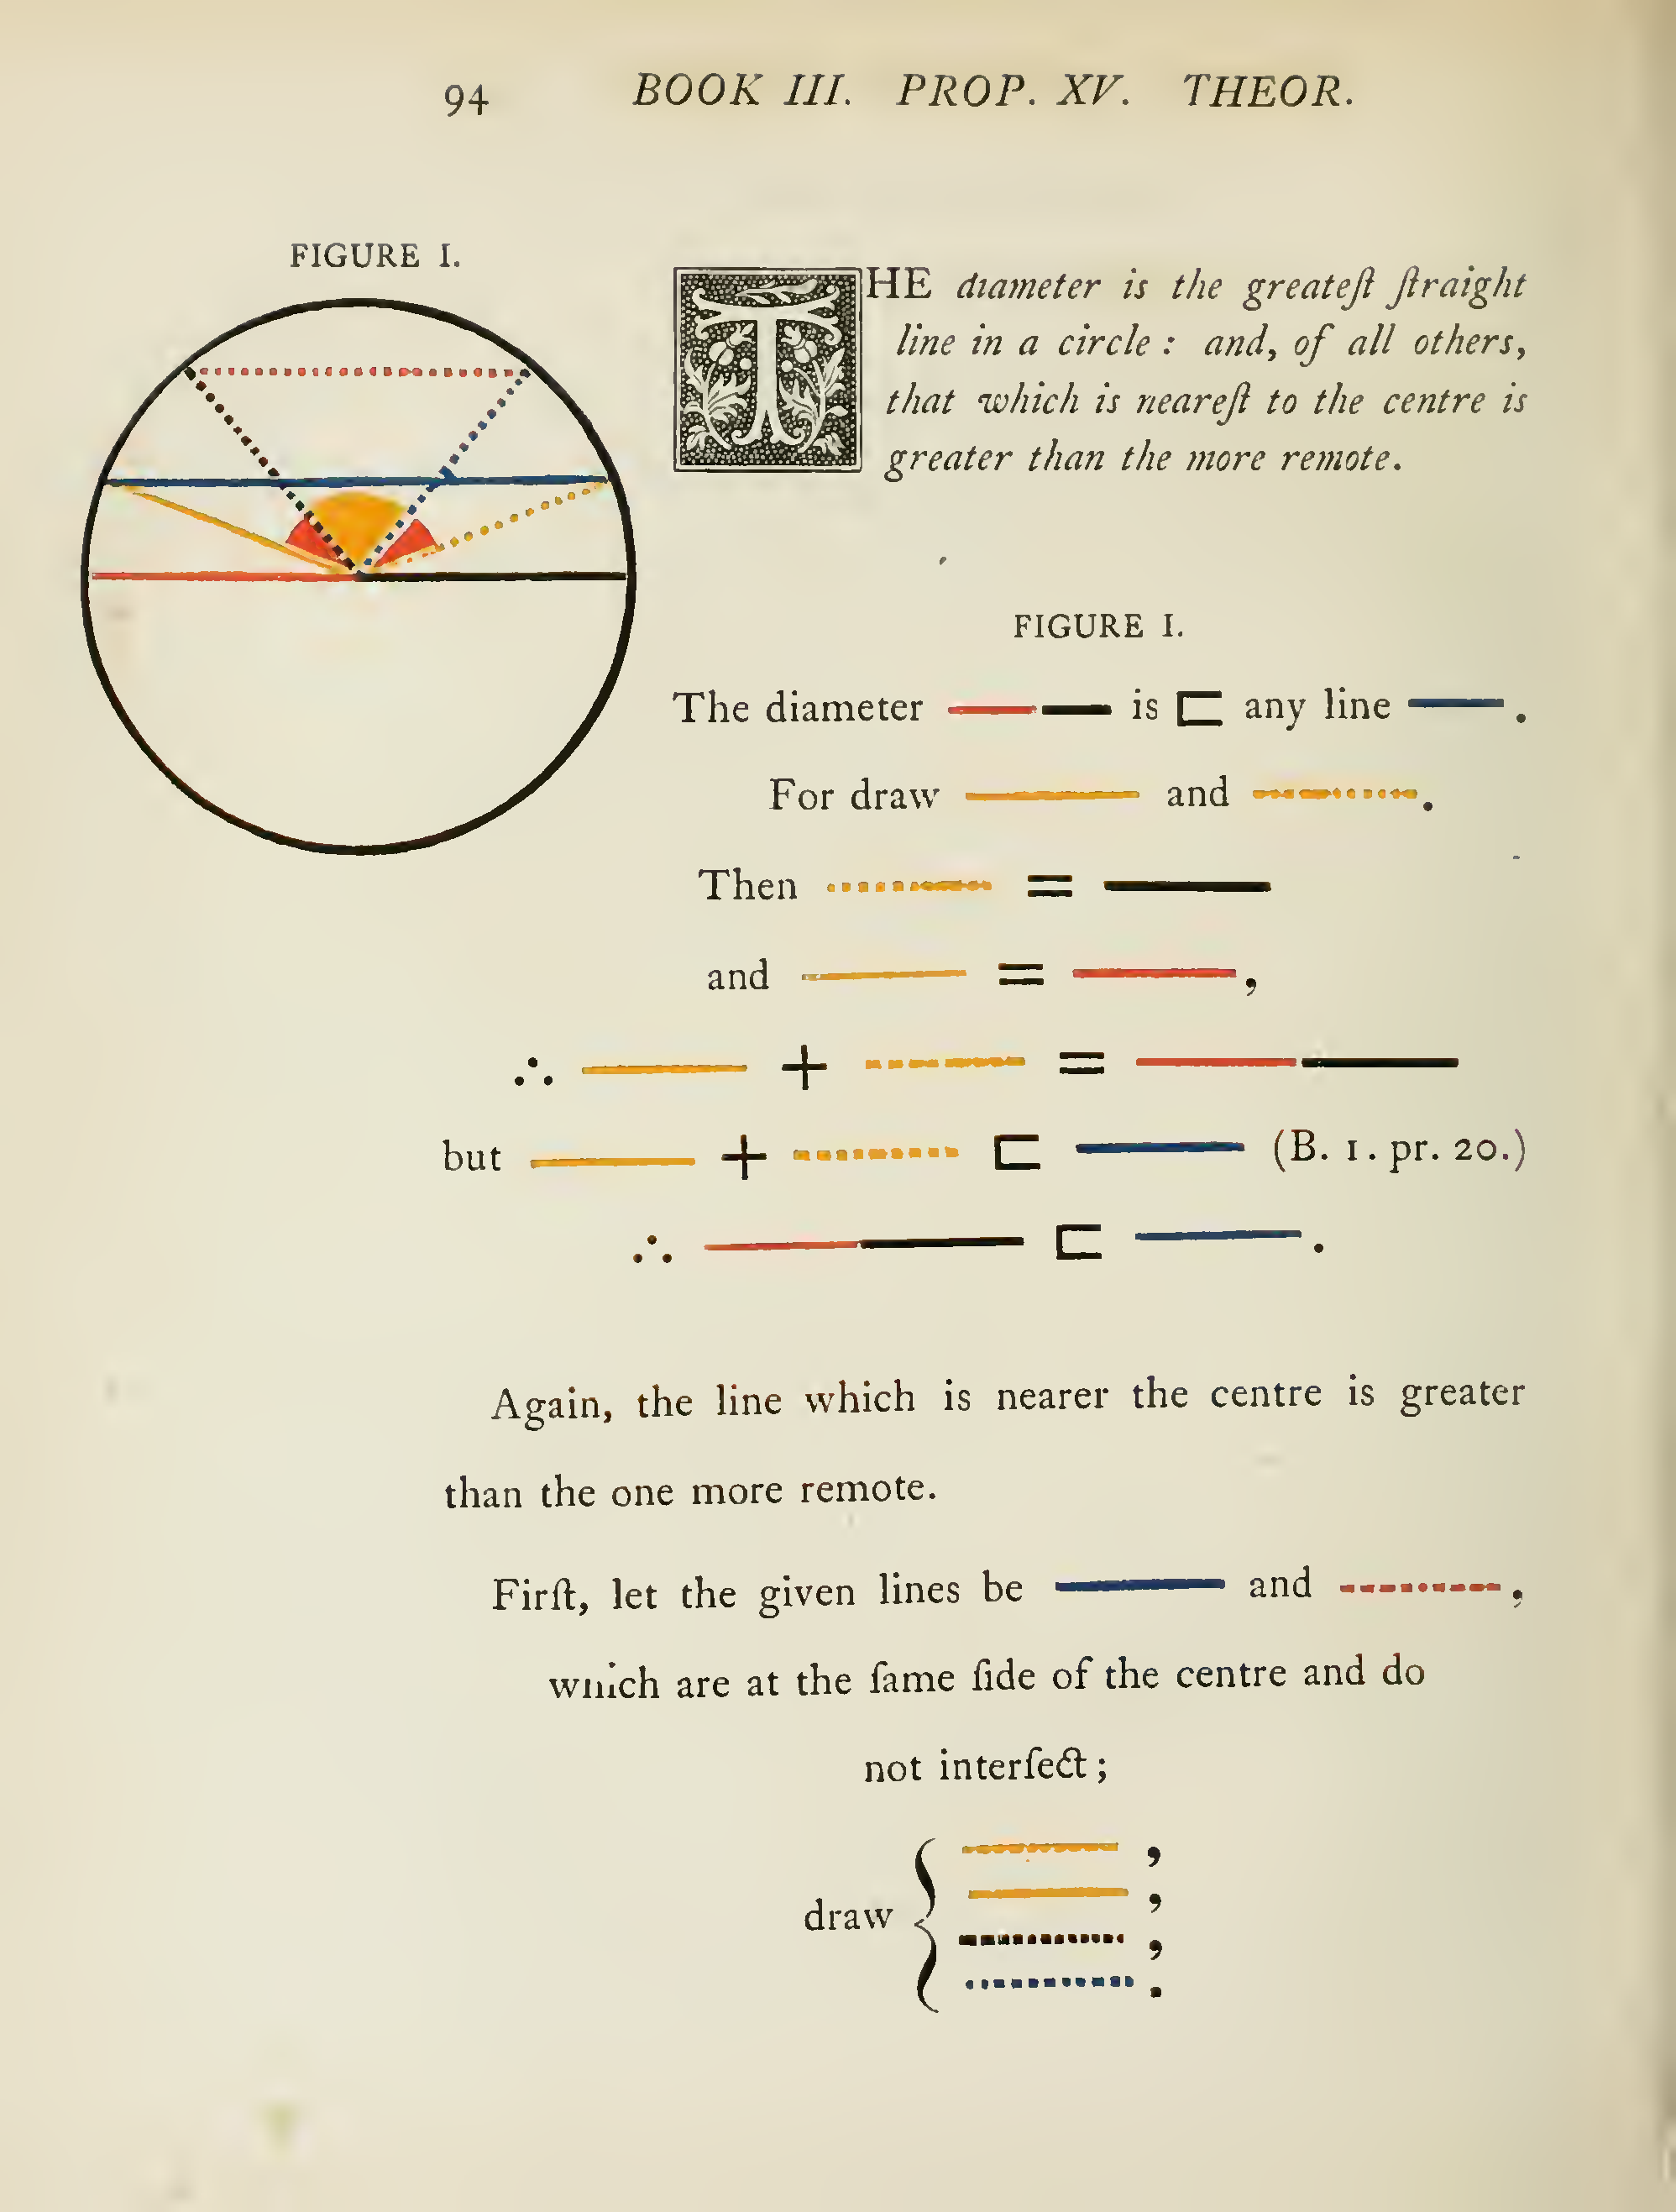 94 BOOK III. PROP. XV. THEOR.
FIGURE I.
THE diameter is the greateſt ſtraight
line in a circle : and, of all others,
that which is neareſt to the centre is
greater than the more remote.
FIGURE I.
The diameter is ⊏ any line .
For draw and .
Then =
and = ,
∴ + =
but + ⊏ (B. 1. pr. 20.)
∴ ⊏ .
Again, the line which is nearer the centre is greater
than the one more remote.
Firſt, let the given lines be and ,
which are at the ſame ſide of the centre and do
not interſect ;
draw { ,
,
,
.